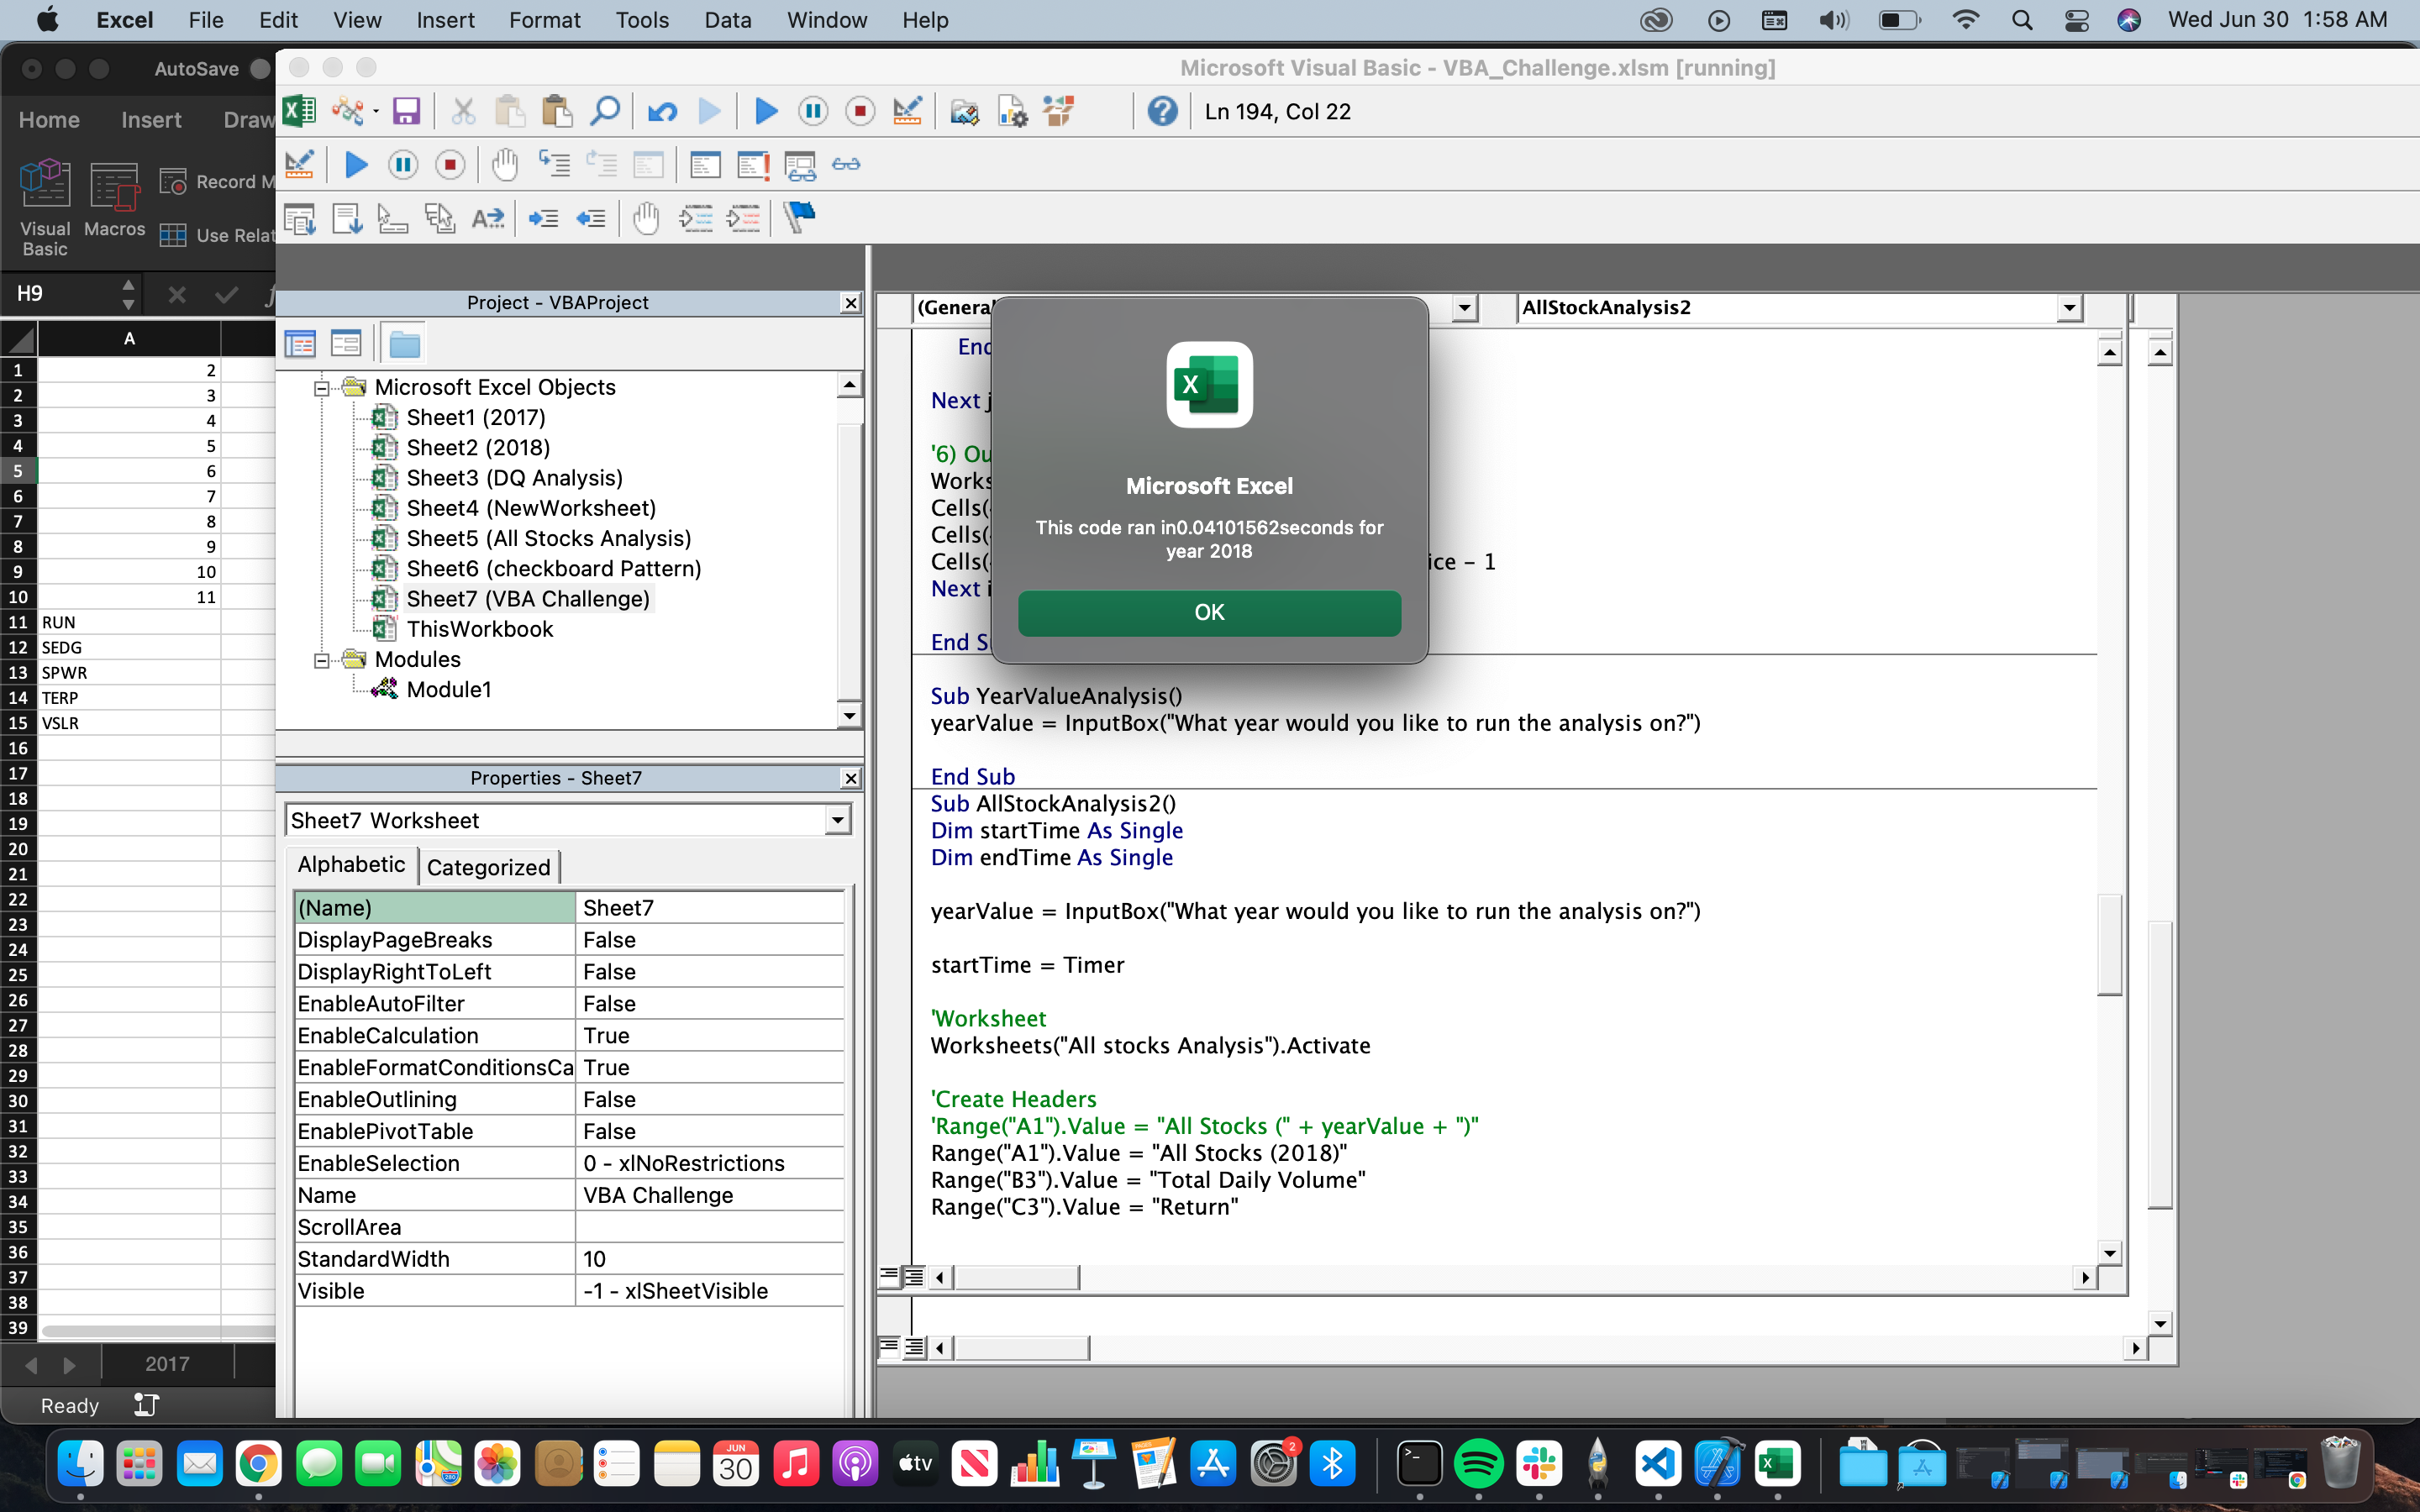 Excel File Edit View Insert Format Tools Data Window Help Wed Jun 30 1:58 AM
AutoSave
Microsoft Visual Basic - VBA_Challenge.xlsm [running]
Home Insert Draw
Ln 194, Col 22
Record M
Visual Basic
Macros
Use Relat
H9
A
1 2
2 3
3 4
4 5
5 6
6 7
7 8
8 9
9 10
10 11
11 RUN
12 SEDG
13 SPWR
14 TERP
15 VSLR
16
17
18
19
20
21
22
23
24
25
26
27
28
29
30
31
32
33
34
35
36
37
38
39
2017
Ready
Project - VBAProject
Microsoft Excel Objects
Sheet1 (2017)
Sheet2 (2018)
Sheet3 (DQ Analysis)
Sheet4 (NewWorksheet)
Sheet5 (All Stocks Analysis)
Sheet6 (checkboard Pattern)
Sheet7 (VBA Challenge)
ThisWorkbook
Modules
Module1
Properties - Sheet7
Sheet7 Worksheet
Alphabetic Categorized
(Name) Sheet7
DisplayPageBreaks False
DisplayRightToLeft False
EnableAutoFilter False
EnableCalculation True
EnableFormatConditionsCa True
EnableOutlining False
EnablePivotTable False
EnableSelection 0 - xlNoRestrictions
Name VBA Challenge
ScrollArea
StandardWidth 10
Visible -1 - xlSheetVisible
(General AllStockAnalysis2
End
Next j
'6) Ou
Works
Cells(
Cells(
Cells( ice - 1
Next i
End S
Microsoft Excel
This code ran in0.04101562seconds for
year 2018
OK
Sub YearValueAnalysis()
yearValue = InputBox("What year would you like to run the analysis on?")
End Sub
Sub AllStockAnalysis2()
Dim startTime As Single
Dim endTime As Single
yearValue = InputBox("What year would you like to run the analysis on?")
startTime = Timer
'Worksheet
Worksheets("All stocks Analysis").Activate
'Create Headers
'Range("A1").Value = "All Stocks (" + yearValue + ")"
Range("A1").Value = "All Stocks (2018)"
Range("B3").Value = "Total Daily Volume"
Range("C3").Value = "Return"
JUN
30
tv
2